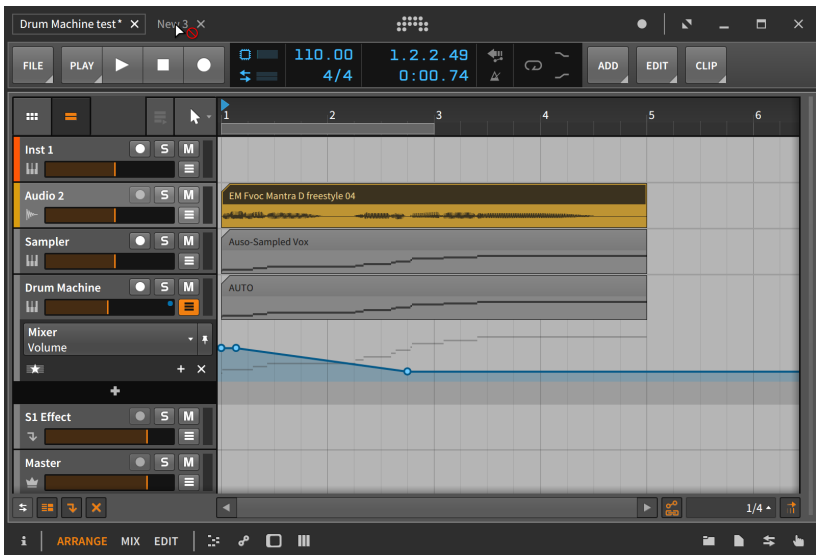 Drum Machine test* ×
New 3 ×
FILE PLAY 110.00 1.2.2.49 ADD EDIT CLIP
4/4 0:00.74
1 2 3 4 5 6
Inst 1 S M
Audio 2 S M
EM Fvoc Mantra D freestyle 04
Sampler S M
Auso-Sampled Vox
Drum Machine S M
AUTO
Mixer
Volume
S1 Effect S M
Master S M
1/4
i ARRANGE MIX EDIT